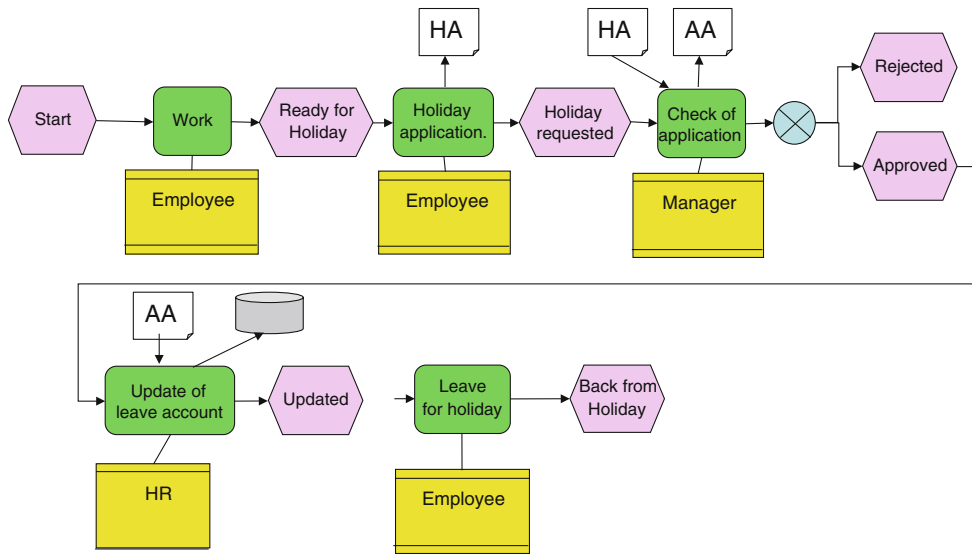 HA
HA
AA
Start
Work
Ready for
Holiday
Holiday
application.
Holiday
requested
Check of
application
Rejected
Approved
Employee
Employee
Manager
AA
Update of
leave account
Updated
Leave
for holiday
Back from
Holiday
HR
Employee